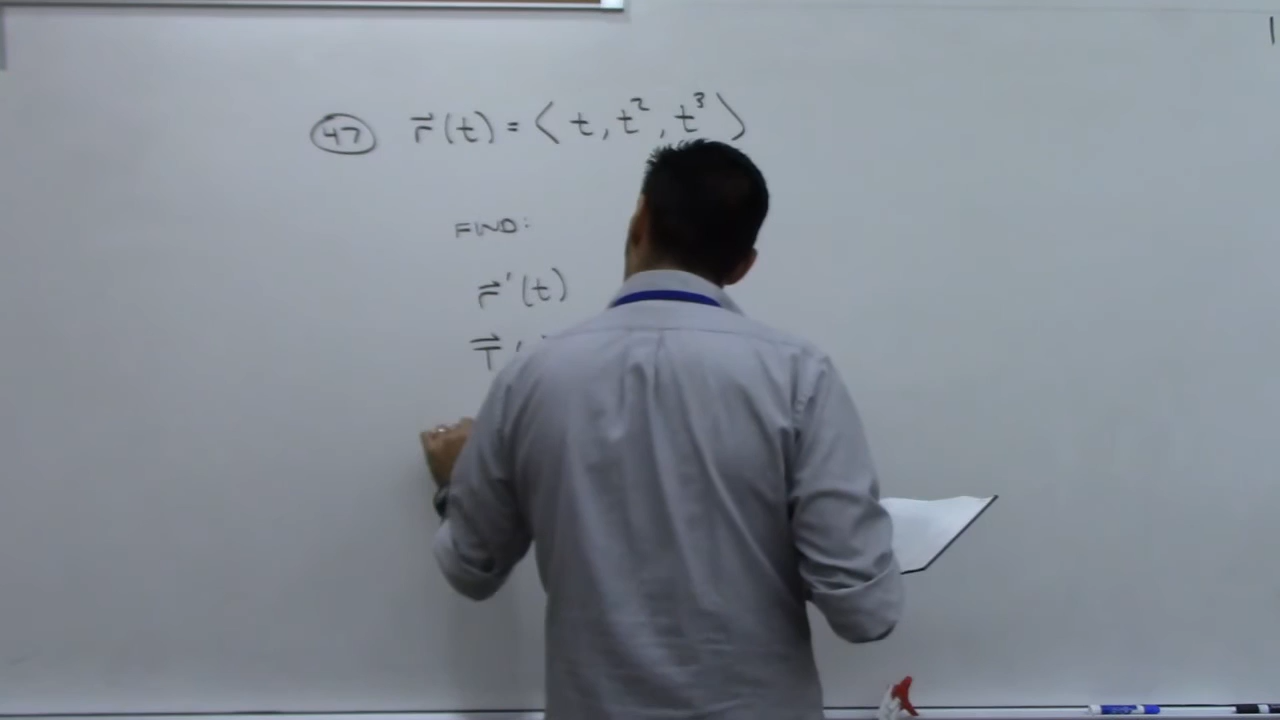 47 r⃗(t) = ⟨ t, t², t³ ⟩
FIND:
r⃗'(t)
T⃗